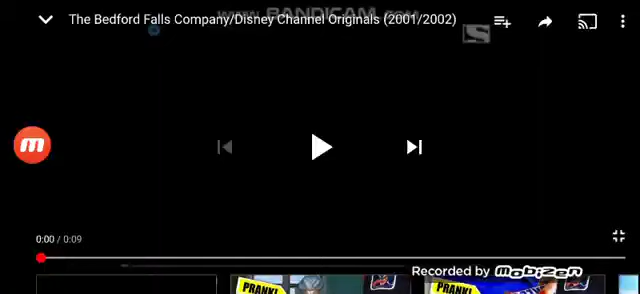 WWW.BANDICAM.COM
The Bedford Falls Company/Disney Channel Originals (2001/2002)
S
m
0:00 / 0:09
Recorded by MOBIZEN
PRANK!
PRANK!